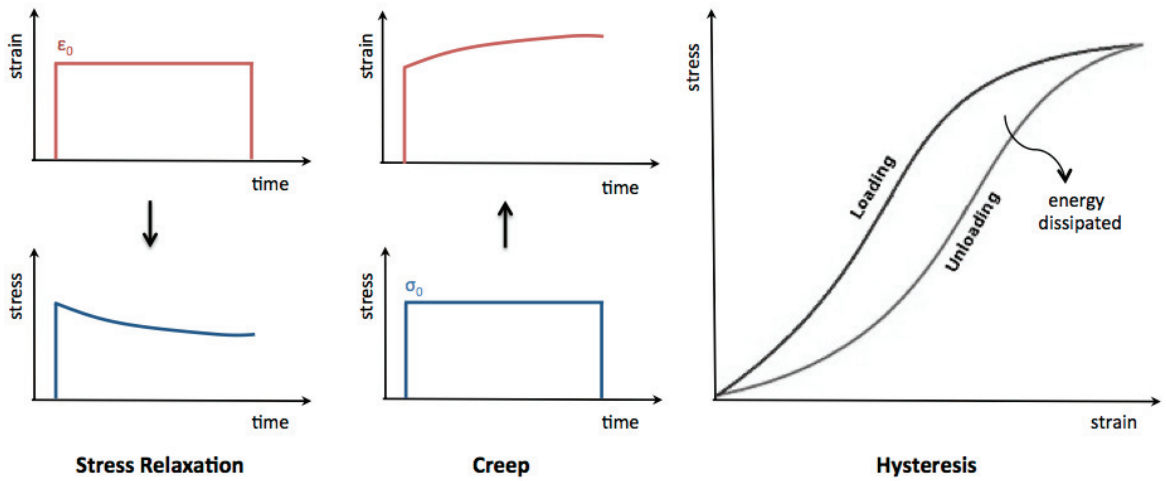 strain
ε₀
time
stress
time
Stress Relaxation
strain
time
stress
σ₀
time
Creep
stress
Loading
Unloading
energy
dissipated
strain
Hysteresis